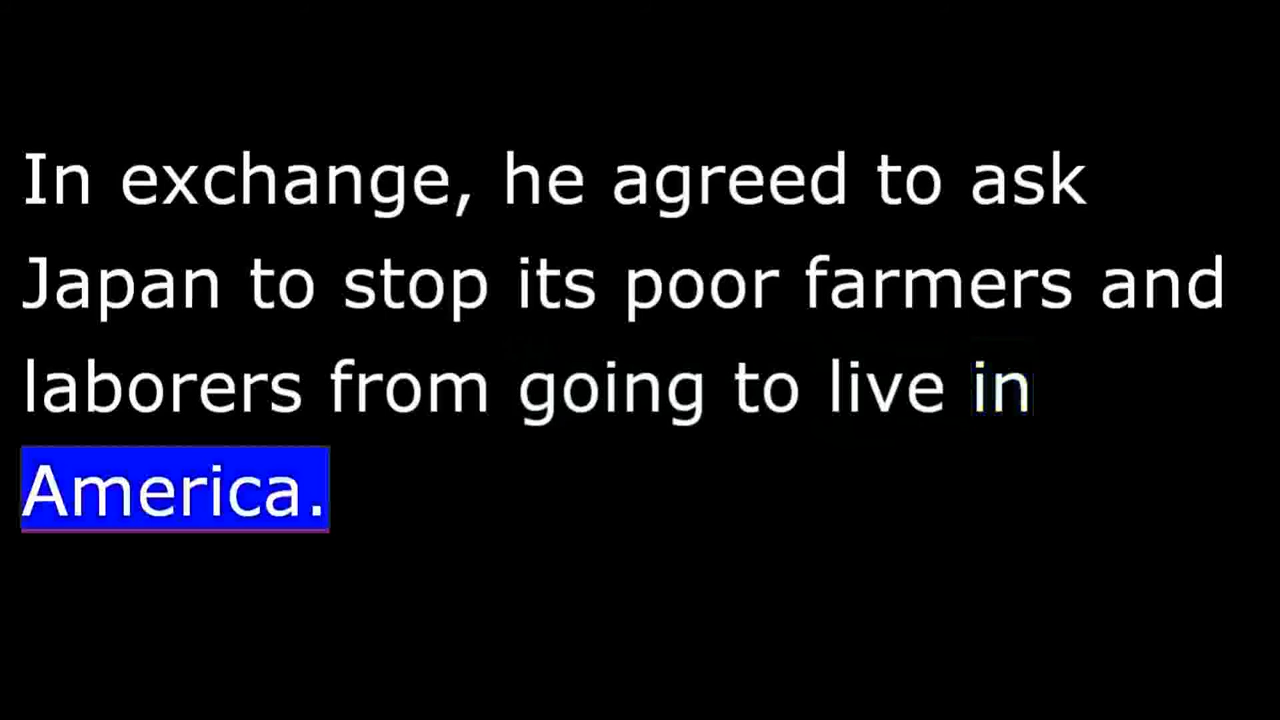 In exchange, he agreed to ask
Japan to stop its poor farmers and
laborers from going to live in
America.